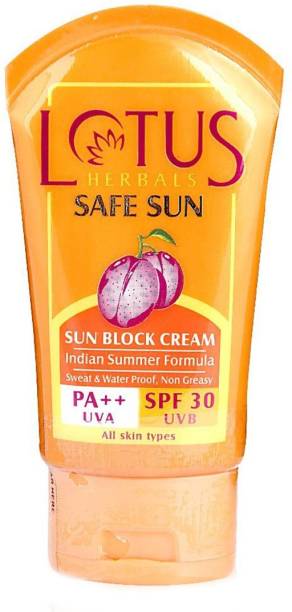 LOTUS
HERBALS
SAFE SUN
SUN BLOCK CREAM
Indian Summer Formula
Sweat & Water Proof, Non Greasy
PA++ SPF 30
UVA UVB
All skin types